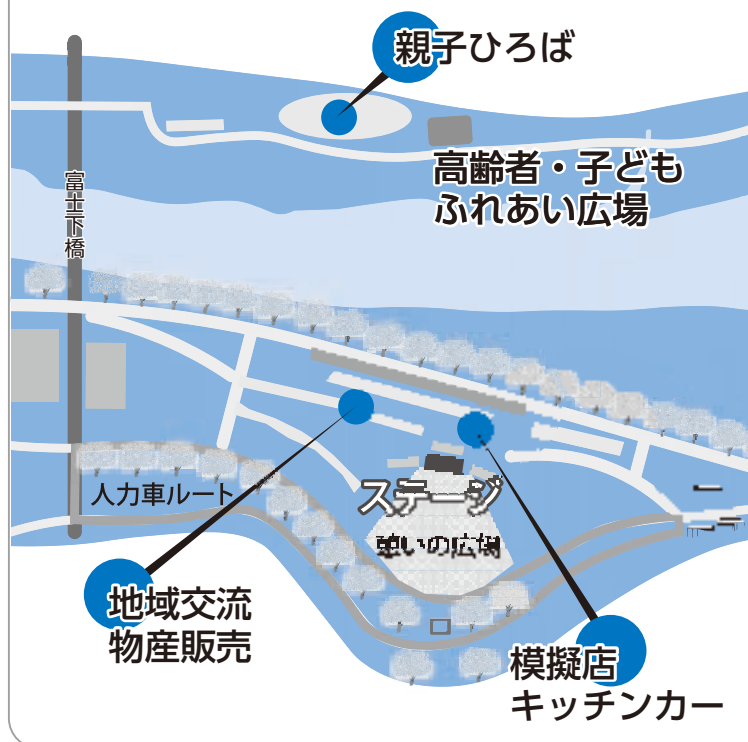 親子ひろば
高齢者・子ども
ふれあい広場
富士下橋
人力車ルート
ステージ
憩いの広場
地域交流
物産販売
模擬店
キッチンカー